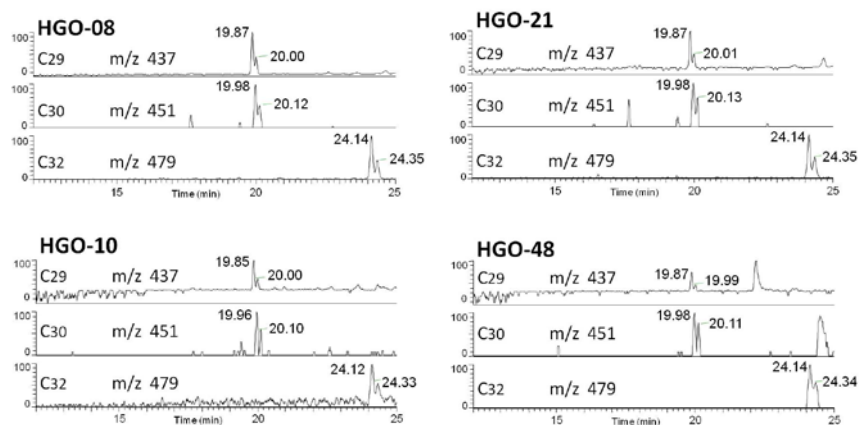 HGO-08
100
19.87
20.00
C29 m/z 437
0
100
19.98
20.12
C30 m/z 451
0
100
24.14
24.35
C32 m/z 479
0
15 20 25
Time (min)
HGO-21
100
19.87
20.01
C29 m/z 437
0
100
19.98
20.13
C30 m/z 451
0
100
24.14
24.35
C32 m/z 479
0
15 20 25
Time (min)
HGO-10
100
19.85
20.00
C29 m/z 437
0
100
19.96
20.10
C30 m/z 451
0
100
24.12
24.33
C32 m/z 479
0
15 20 25
Time (min)
HGO-48
100
19.87
19.99
C29 m/z 437
0
100
19.98
20.11
C30 m/z 451
0
100
24.14
24.34
C32 m/z 479
0
15 20 25
Time (min)